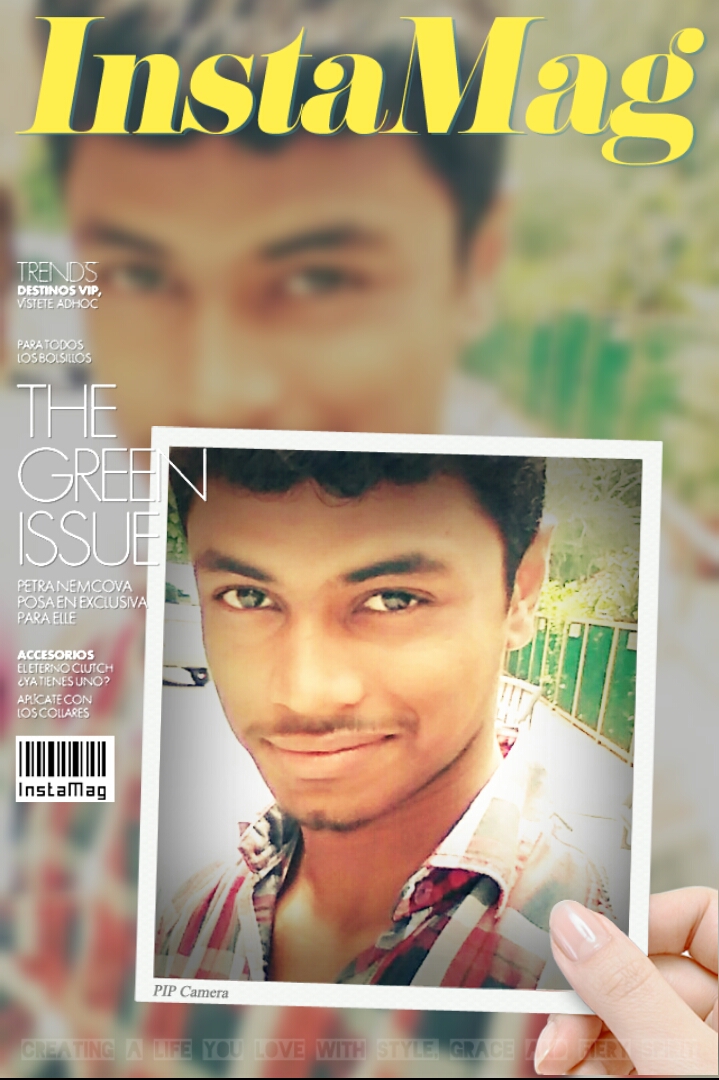 InstaMag
TRENDS
DESTINOS VIP,
VÍSTETE ADHOC
PARA TODOS
LOS BOLSILLOS
THE
GREEN
ISSUE
PETRA NEMCOVA
POSA EN EXCLUSIVA
PARA ELLE
ACCESORIOS
EL ETERNO CLUTCH
¿YA TIENES UNO?
APLÍCATE CON
LOS COLLARES
InstaMag
PIP Camera
CREATING A LIFE YOU LOVE WITH STYLE, GRACE AND FIERY SPIRIT